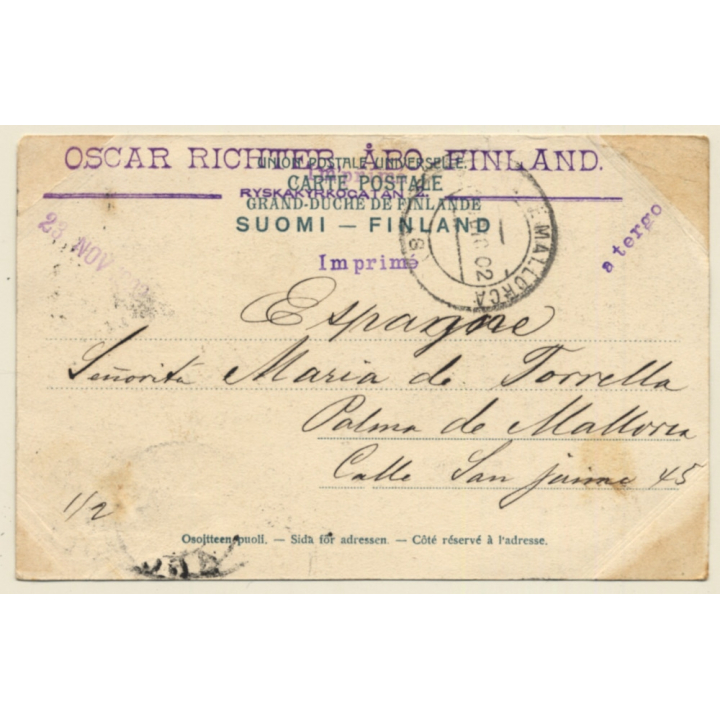 OSCAR RICHTER, ÅBO, FINLAND.
UNION POSTALE UNIVERSELLE.
Imprimé
CARTE POSTALE
RYSKAKYRKOGATAN 2.
GRAND-DUCHÉ DE FINLANDE
SUOMI — FINLAND
Imprimé
23 NOV
MALLORCA
02
a tergo
Espagne
Señorita Maria de Torrella
Palma de Mallorca
Calle San jaime 45
1/2
Osoitteen puoli. — Sida för adressen. — Côté réservé à l'adresse.